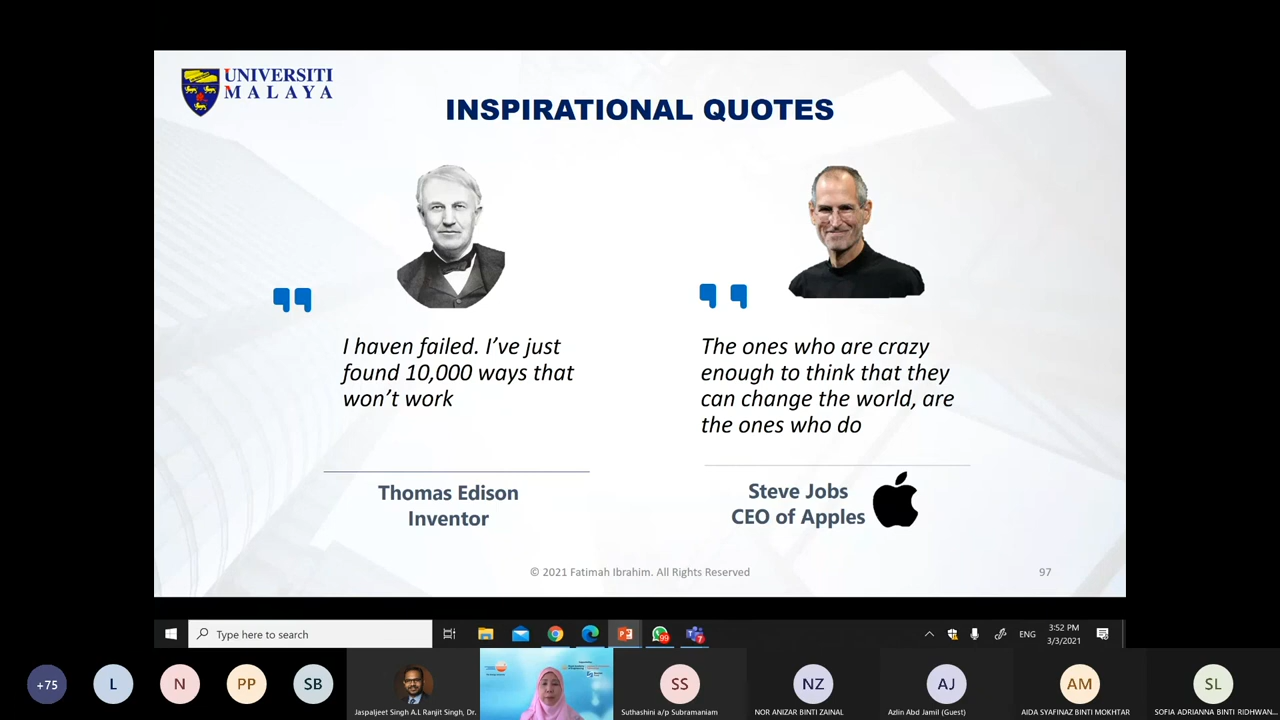 UNIVERSITI
MALAYA
INSPIRATIONAL QUOTES
I haven failed. I've just
found 10,000 ways that
won't work
Thomas Edison
Inventor
The ones who are crazy
enough to think that they
can change the world, are
the ones who do
Steve Jobs
CEO of Apples
© 2021 Fatimah Ibrahim. All Rights Reserved
97
Type here to search
99
7
ENG
3:52 PM
3/3/2021
+75
L
N
PP
SB
SS
NZ
AJ
AM
SL
Jaspaljeet Singh A.L Ranjit Singh, Dr.
Suthashini a/p Subramaniam
NOR ANIZAR BINTI ZAINAL
Azlin Abd Jamil (Guest)
AIDA SYAFINAZ BINTI MOKHTAR
SOFIA ADRIANNA BINTI RIDHWAN...